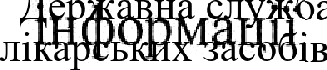 Державна служба
інформації
лікарських засобів